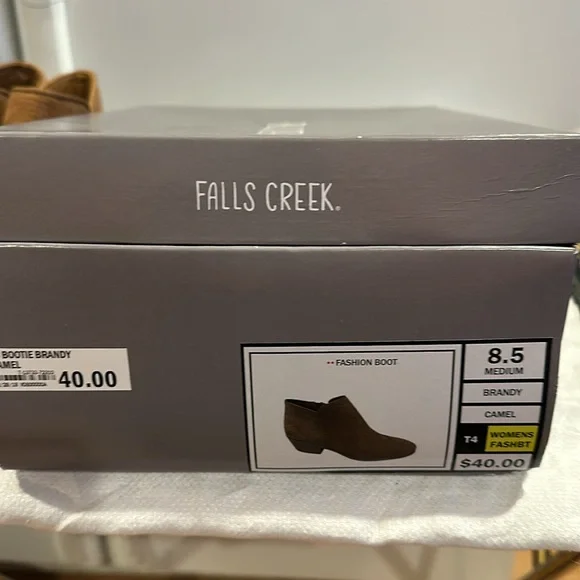 FALLS CREEK.
BOOTIE BRANDY
AMEL
40.00
•• FASHION BOOT
8.5
MEDIUM
BRANDY
CAMEL
T4
WOMENS
FASHBT
$40.00